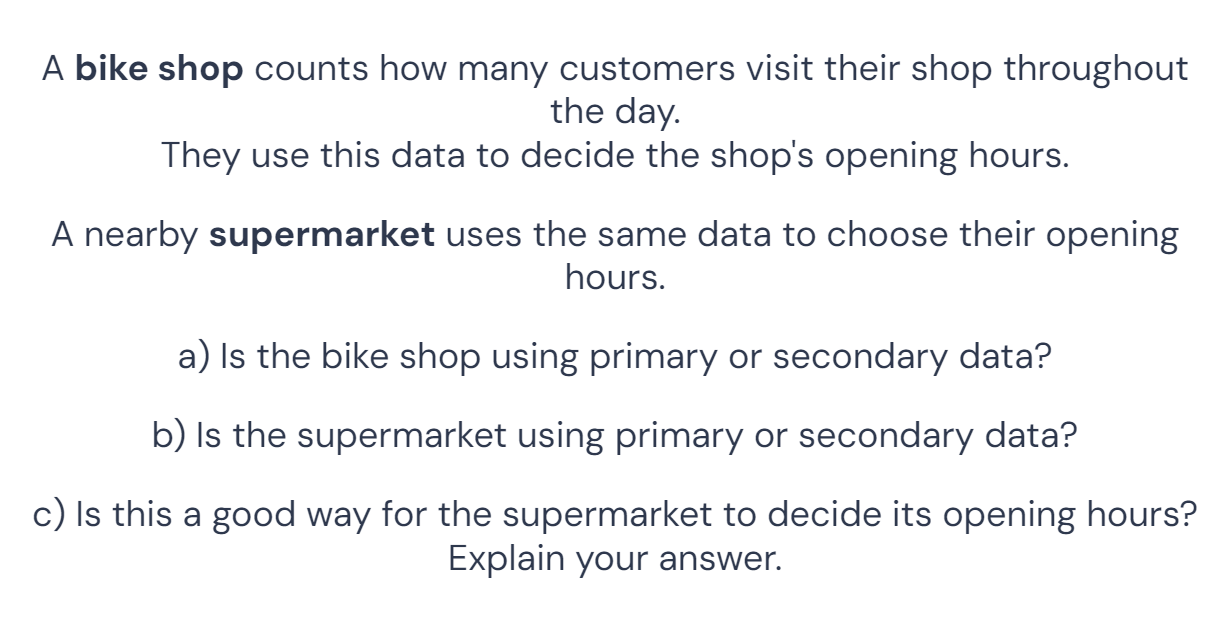 A bike shop counts how many customers visit their shop throughout
the day.
They use this data to decide the shop's opening hours.
A nearby supermarket uses the same data to choose their opening
hours.
a) Is the bike shop using primary or secondary data?
b) Is the supermarket using primary or secondary data?
c) Is this a good way for the supermarket to decide its opening hours?
Explain your answer.